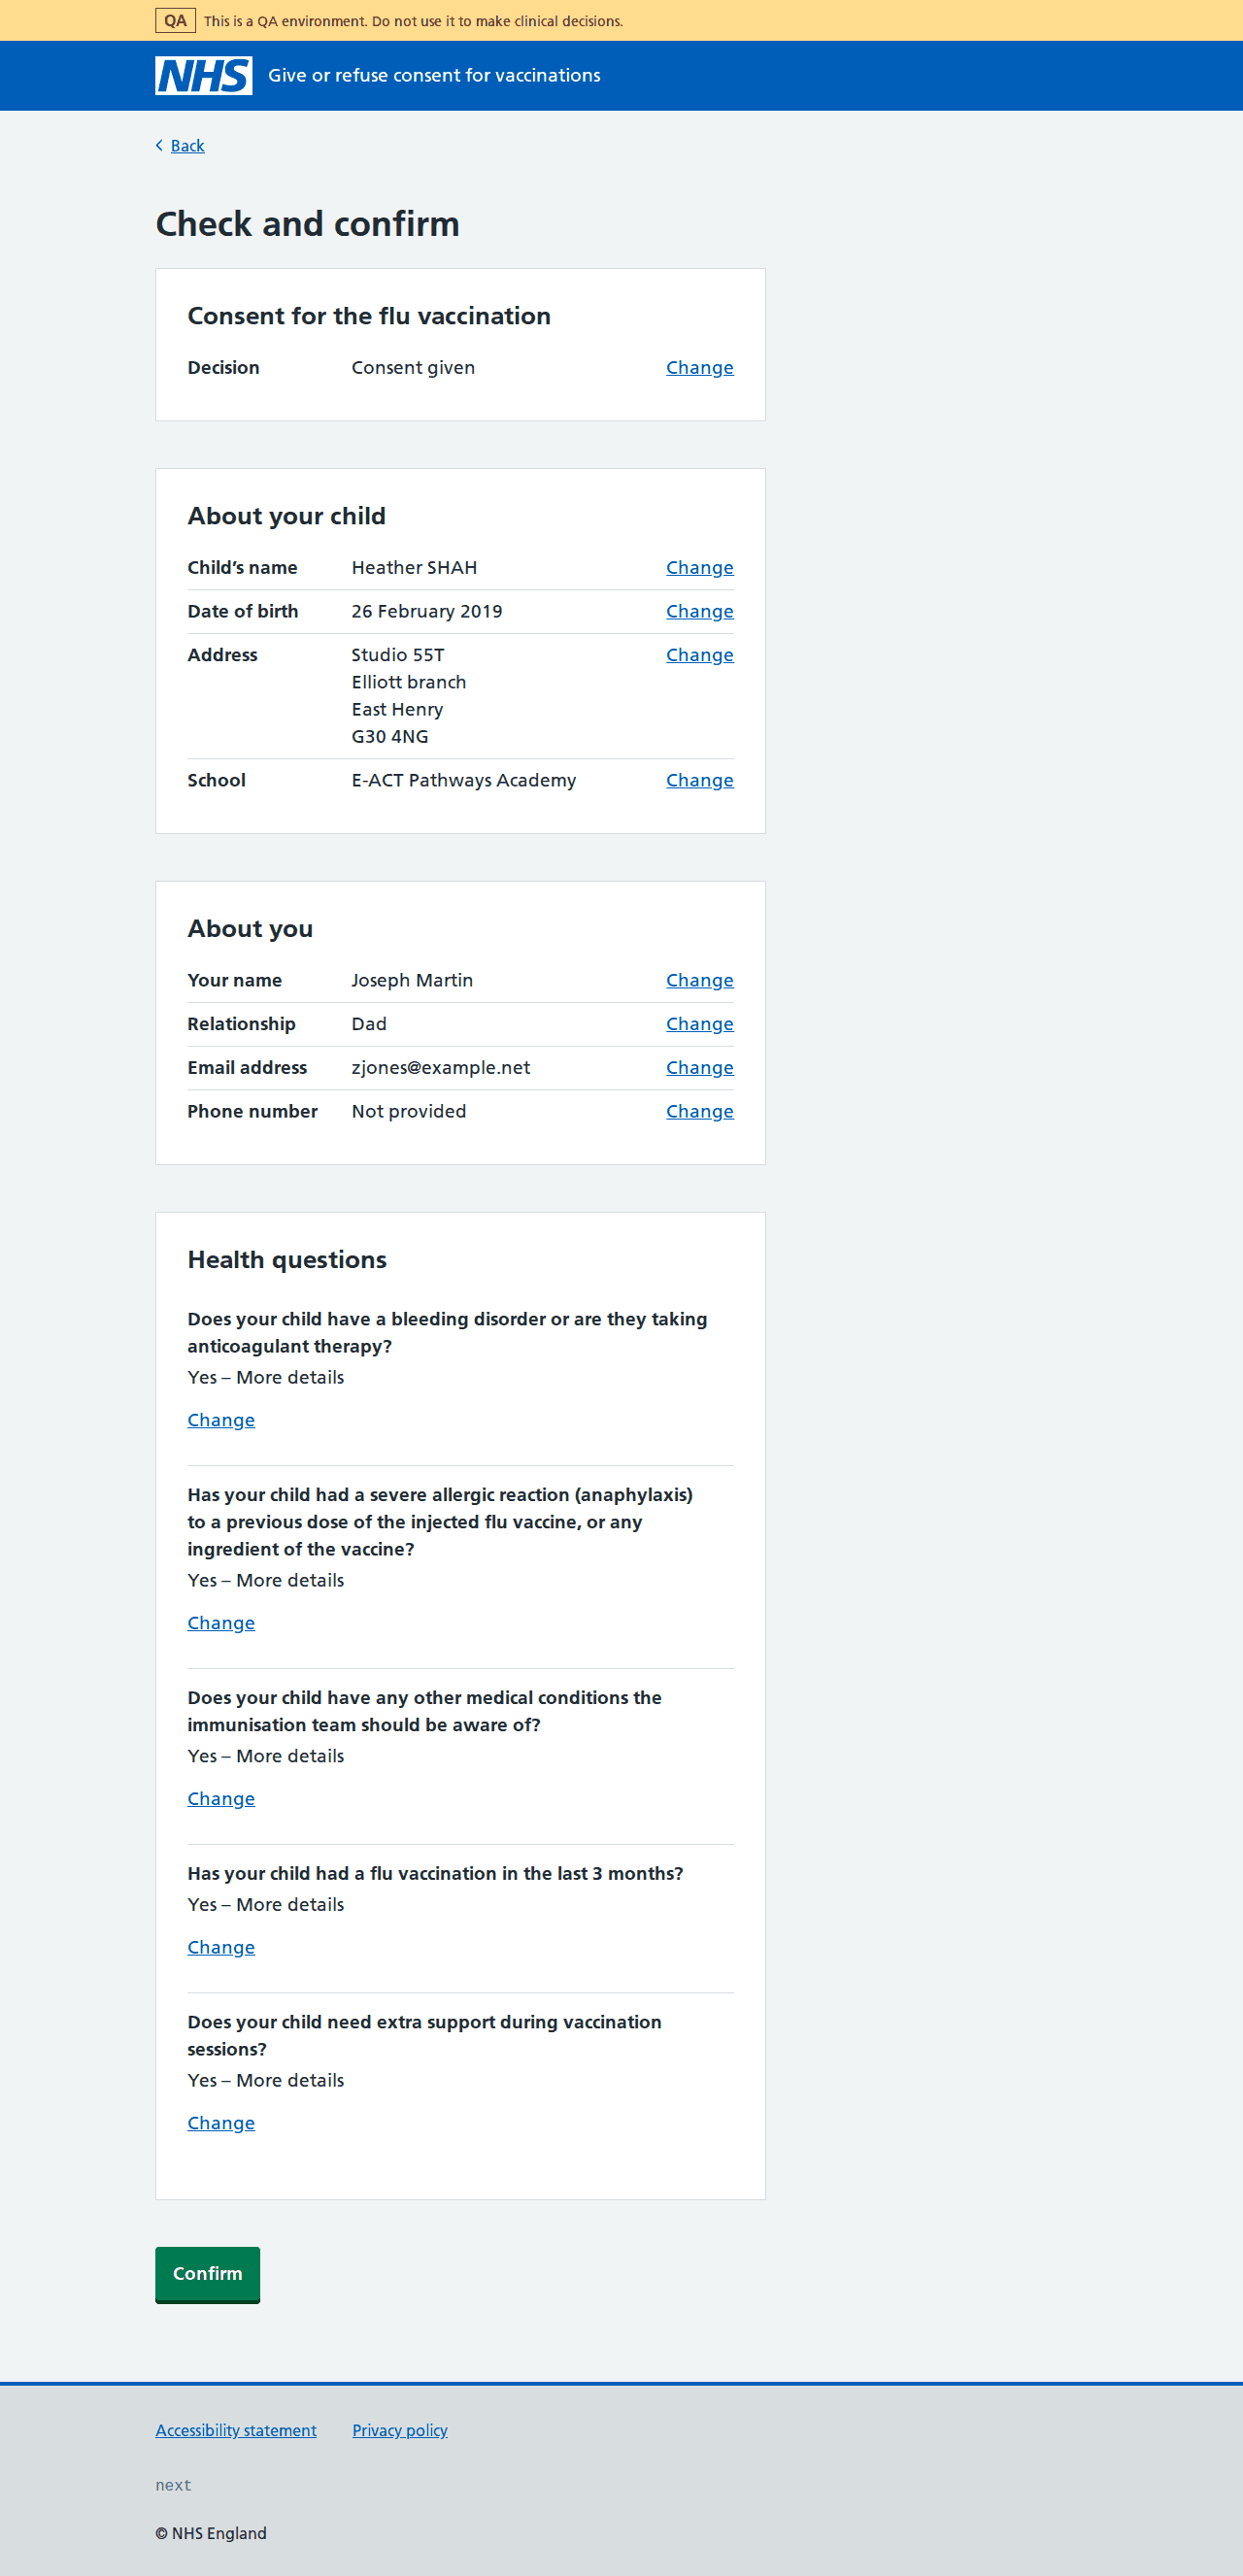 QA This is a QA environment. Do not use it to make clinical decisions.
NHS Give or refuse consent for vaccinations
Back
Check and confirm
Consent for the flu vaccination
Decision Consent given Change
About your child
Child’s name Heather SHAH Change
Date of birth 26 February 2019 Change
Address Studio 55T Change
Elliott branch
East Henry
G30 4NG
School E-ACT Pathways Academy Change
About you
Your name Joseph Martin Change
Relationship Dad Change
Email address zjones@example.net Change
Phone number Not provided Change
Health questions
Does your child have a bleeding disorder or are they taking
anticoagulant therapy?
Yes – More details
Change
Has your child had a severe allergic reaction (anaphylaxis)
to a previous dose of the injected flu vaccine, or any
ingredient of the vaccine?
Yes – More details
Change
Does your child have any other medical conditions the
immunisation team should be aware of?
Yes – More details
Change
Has your child had a flu vaccination in the last 3 months?
Yes – More details
Change
Does your child need extra support during vaccination
sessions?
Yes – More details
Change
Confirm
Accessibility statement Privacy policy
next
© NHS England